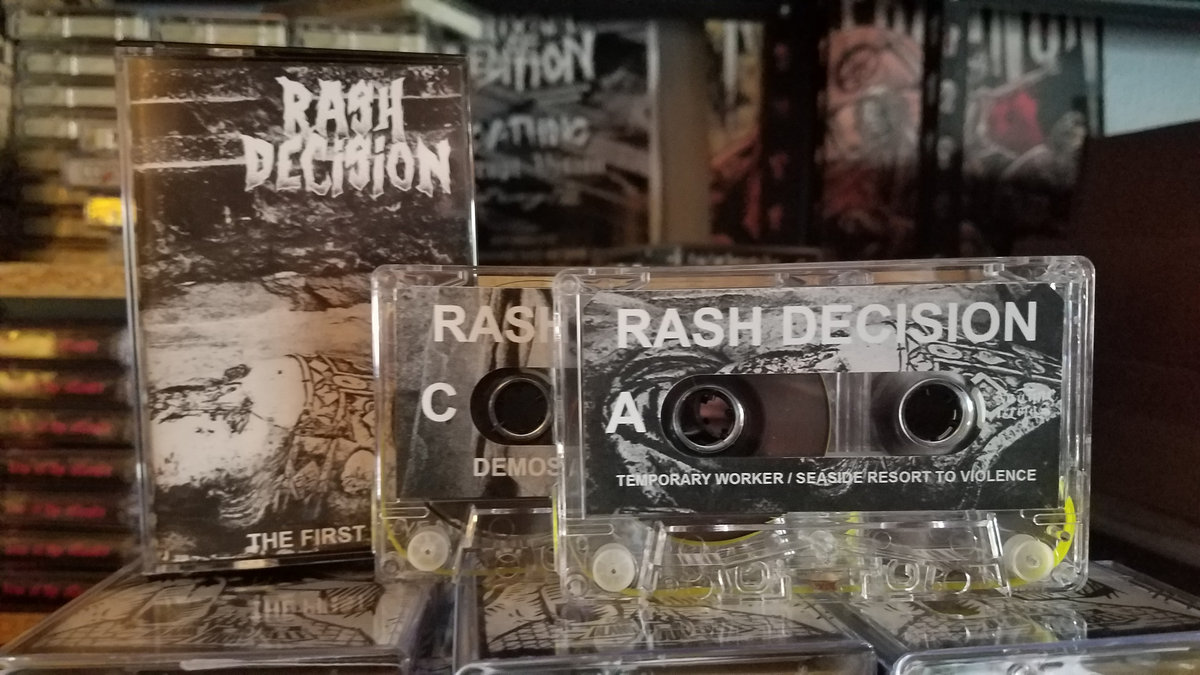 RASH
DECISION
THE FIRST
RASH
C
DEMOS
RASH DECISION
A
TEMPORARY WORKER / SEASIDE RESORT TO VIOLENCE